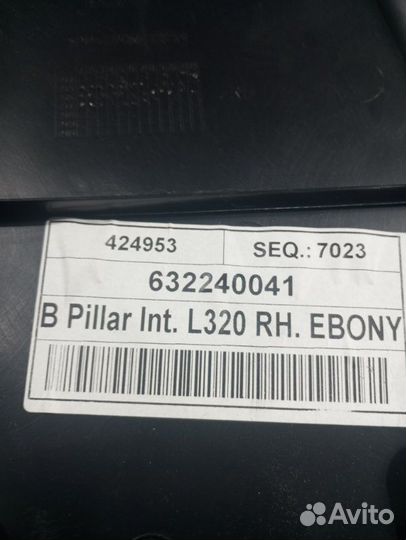 424953 SEQ.: 7023
632240041
B Pillar Int. L320 RH. EBONY
Avito